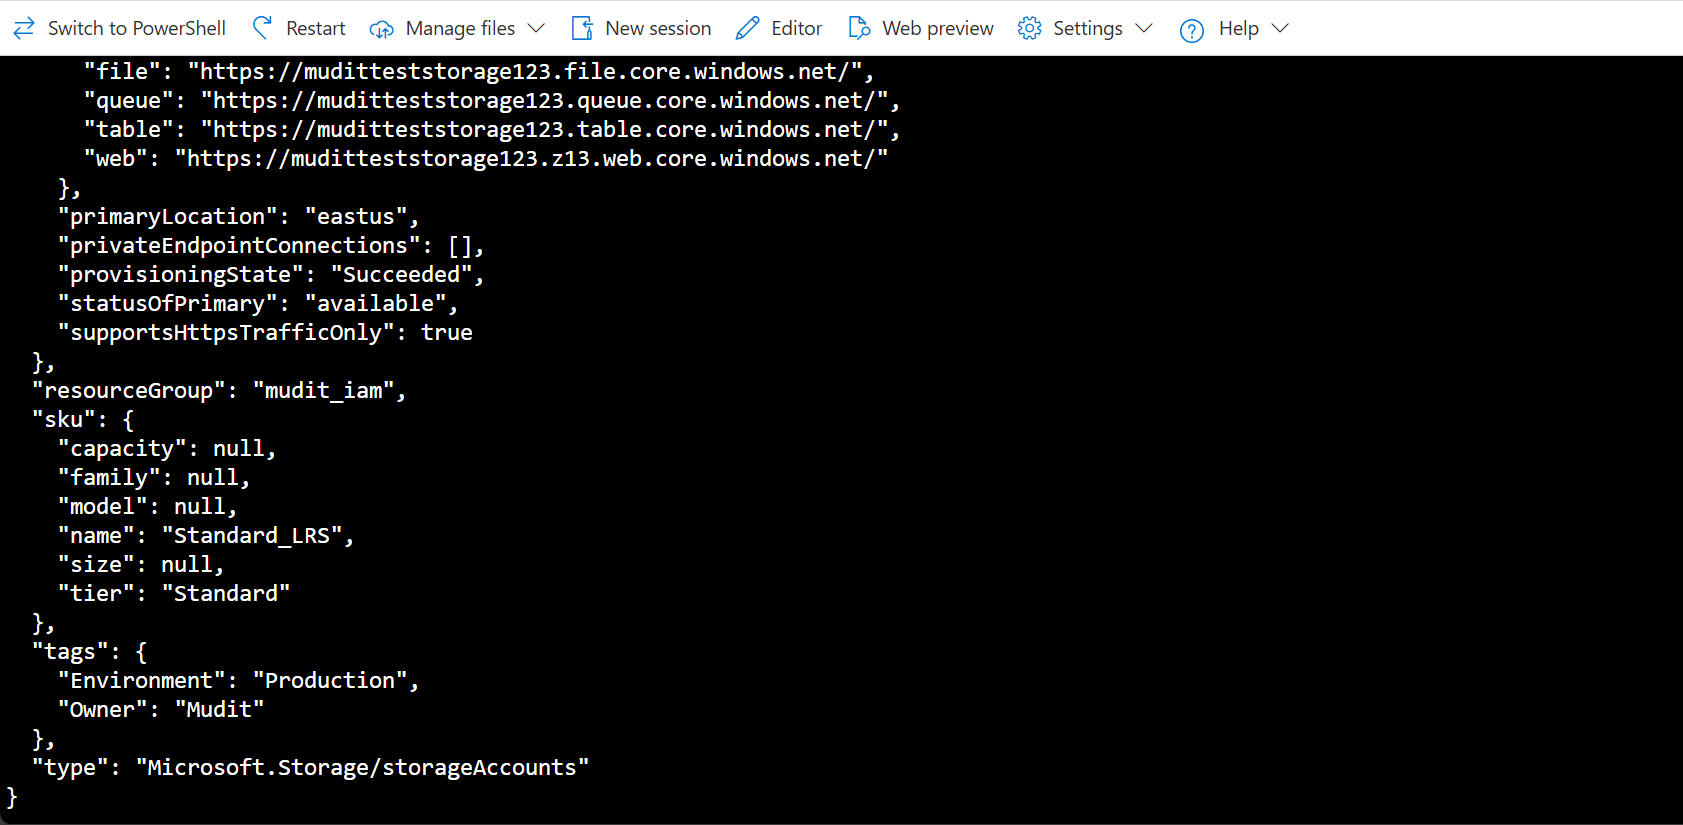 Switch to PowerShell Restart Manage files New session Editor Web preview Settings Help
"file": "https://muditteststorage123.file.core.windows.net/",
"queue": "https://muditteststorage123.queue.core.windows.net/",
"table": "https://muditteststorage123.table.core.windows.net/",
"web": "https://muditteststorage123.z13.web.core.windows.net/"
},
"primaryLocation": "eastus",
"privateEndpointConnections": [],
"provisioningState": "Succeeded",
"statusOfPrimary": "available",
"supportsHttpsTrafficOnly": true
},
"resourceGroup": "mudit_iam",
"sku": {
"capacity": null,
"family": null,
"model": null,
"name": "Standard_LRS",
"size": null,
"tier": "Standard"
},
"tags": {
"Environment": "Production",
"Owner": "Mudit"
},
"type": "Microsoft.Storage/storageAccounts"
}